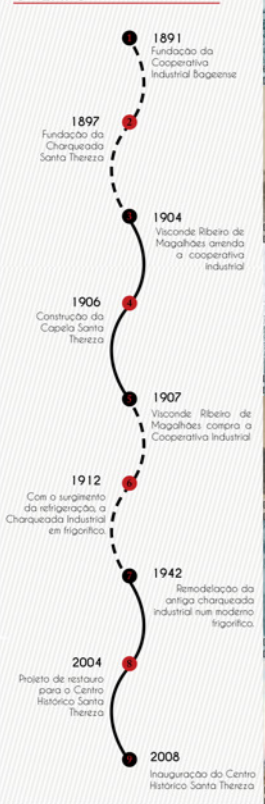 1
1891
Fundação da
Cooperativa
Industrial Bageense
1897
2
Fundação da
Charqueada
Santa Thereza
3
1904
Visconde Ribeiro de
Magalhães arrenda
a cooperativa
industrial
1906
4
Construção da
Capela Santa
Thereza
5
1907
Visconde Ribeiro de
Magalhães compra a
Cooperativa Industrial
1912
6
Com o surgimento
da refrigeração, a
Charqueada Industrial
em frigorífico.
7
1942
Remodelação da
antiga charqueada
industrial num moderno
frigorífico.
2004
8
Projeto de restauro
para o Centro
Histórico Santa
Thereza
9
2008
Inauguração do Centro
Histórico Santa Thereza